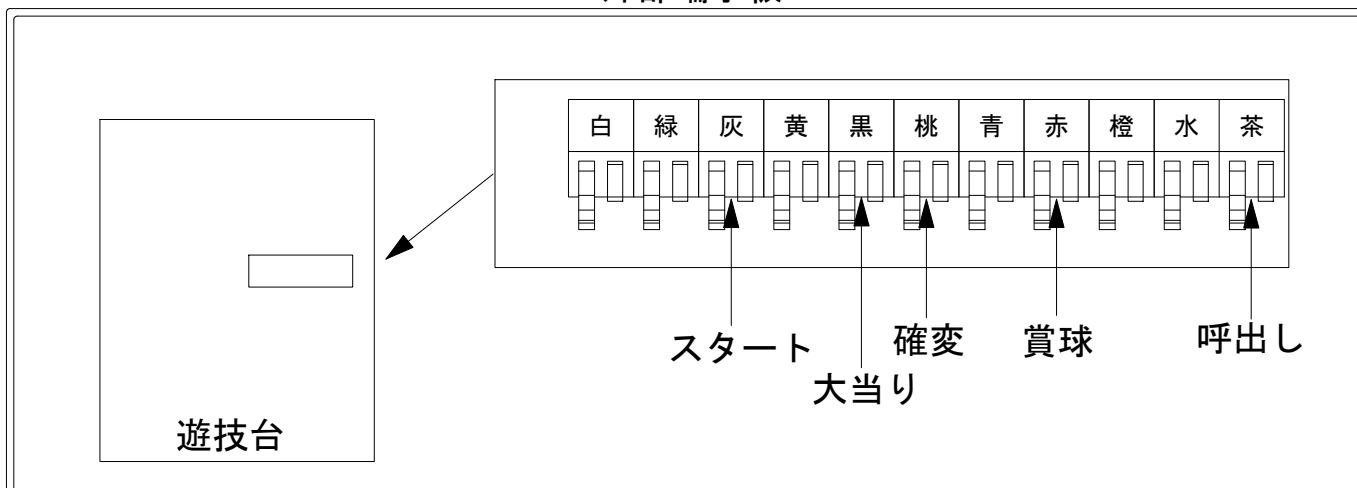 白 緑 灰 黄 黒 桃 青 赤 橙 水 茶
スタート
大当り
確変
賞球
呼出し
遊技台